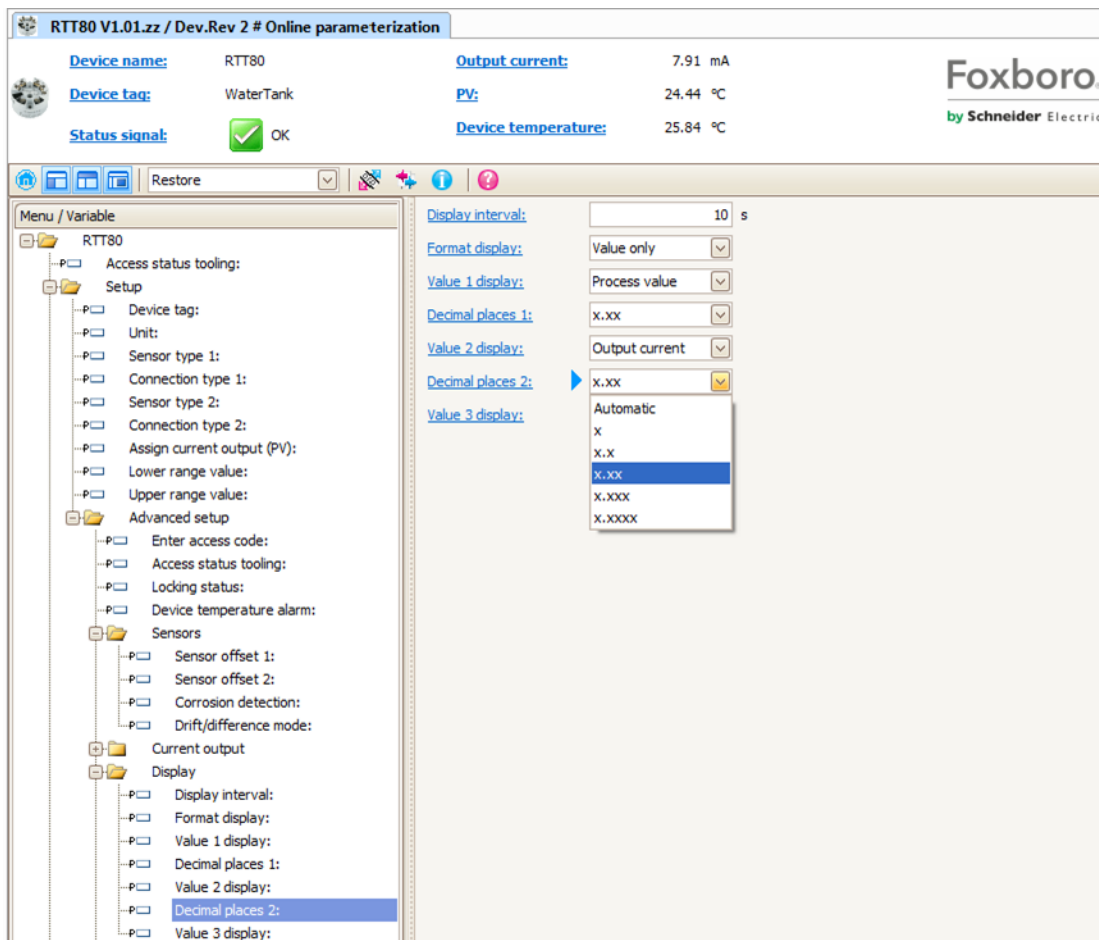 RTT80 V1.01.zz / Dev.Rev 2 # Online parameterization
Device name: RTT80 Output current: 7.91 mA
Device tag: WaterTank PV: 24.44 °C
Status signal: OK Device temperature: 25.84 °C
Foxboro
by Schneider Electric
Restore
Menu / Variable
RTT80
Access status tooling:
Setup
Device tag:
Unit:
Sensor type 1:
Connection type 1:
Sensor type 2:
Connection type 2:
Assign current output (PV):
Lower range value:
Upper range value:
Advanced setup
Enter access code:
Access status tooling:
Locking status:
Device temperature alarm:
Sensors
Sensor offset 1:
Sensor offset 2:
Corrosion detection:
Drift/difference mode:
Current output
Display
Display interval:
Format display:
Value 1 display:
Decimal places 1:
Value 2 display:
Decimal places 2:
Value 3 display:
Display interval: 10 s
Format display: Value only
Value 1 display: Process value
Decimal places 1: x.xx
Value 2 display: Output current
Decimal places 2: x.xx
Value 3 display:
Automatic
x
x.x
x.xx
x.xxx
x.xxxx